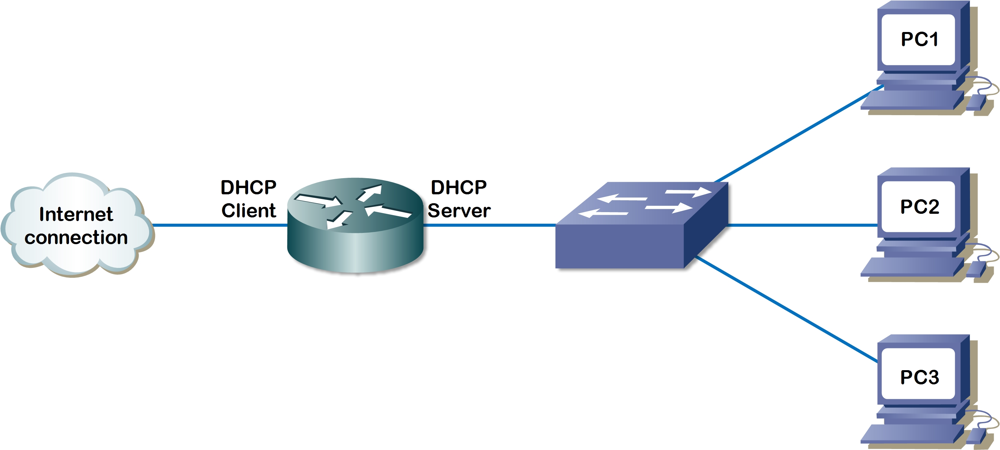 Internet
connection
DHCP
Client
DHCP
Server
PC1
PC2
PC3